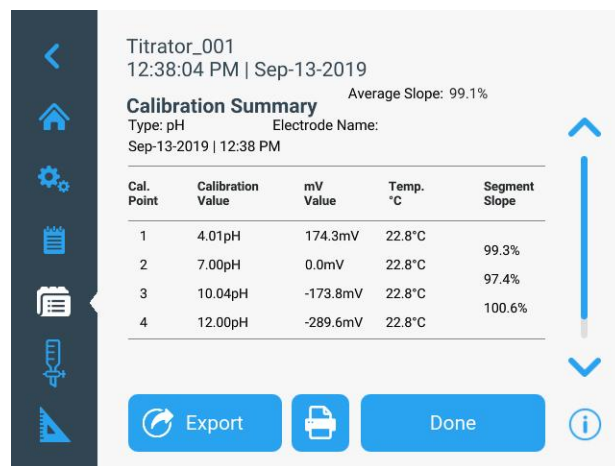 Titrator_001
12:38:04 PM | Sep-13-2019
Average Slope: 99.1%
Calibration Summary
Type: pH Electrode Name:
Sep-13-2019 | 12:38 PM
Cal. Point Calibration Value mV Value Temp. °C Segment Slope
1 4.01pH 174.3mV 22.8°C
99.3%
2 7.00pH 0.0mV 22.8°C
97.4%
3 10.04pH -173.8mV 22.8°C
100.6%
4 12.00pH -289.6mV 22.8°C
Export Done